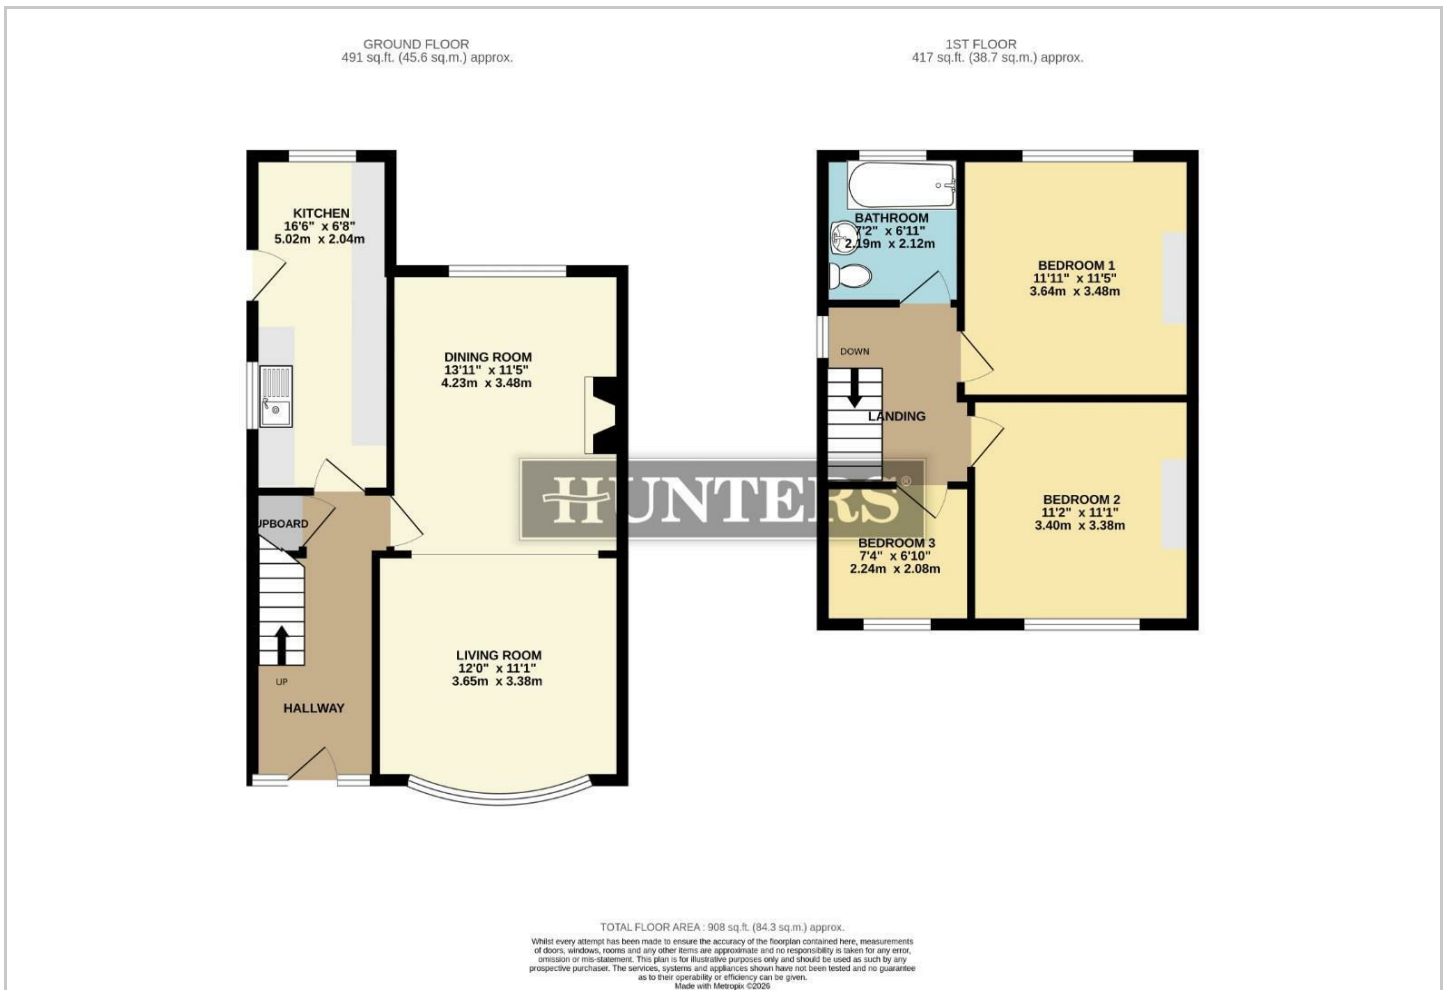 GROUND FLOOR
491 sq.ft. (45.6 sq.m.) approx.
1ST FLOOR
417 sq.ft. (38.7 sq.m.) approx.
KITCHEN
16'6" x 6'8"
5.02m x 2.04m
DINING ROOM
13'11" x 11'5"
4.23m x 3.48m
UPBOARD
LIVING ROOM
12'0" x 11'1"
3.65m x 3.38m
UP
HALLWAY
BATHROOM
7'2" x 6'11"
2.19m x 2.12m
BEDROOM 1
11'11" x 11'5"
3.64m x 3.48m
DOWN
LANDING
BEDROOM 2
11'2" x 11'1"
3.40m x 3.38m
BEDROOM 3
7'4" x 6'10"
2.24m x 2.08m
HUNTERS®
TOTAL FLOOR AREA : 908 sq.ft. (84.3 sq.m.) approx.
Whilst every attempt has been made to ensure the accuracy of the floorplan contained here, measurements
of doors, windows, rooms and any other items are approximate and no responsibility is taken for any error,
omission or mis-statement. This plan is for illustrative purposes only and should be used as such by any
prospective purchaser. The services, systems and appliances shown have not been tested and no guarantee
as to their operability or efficiency can be given.
Made with Metropix ©2026